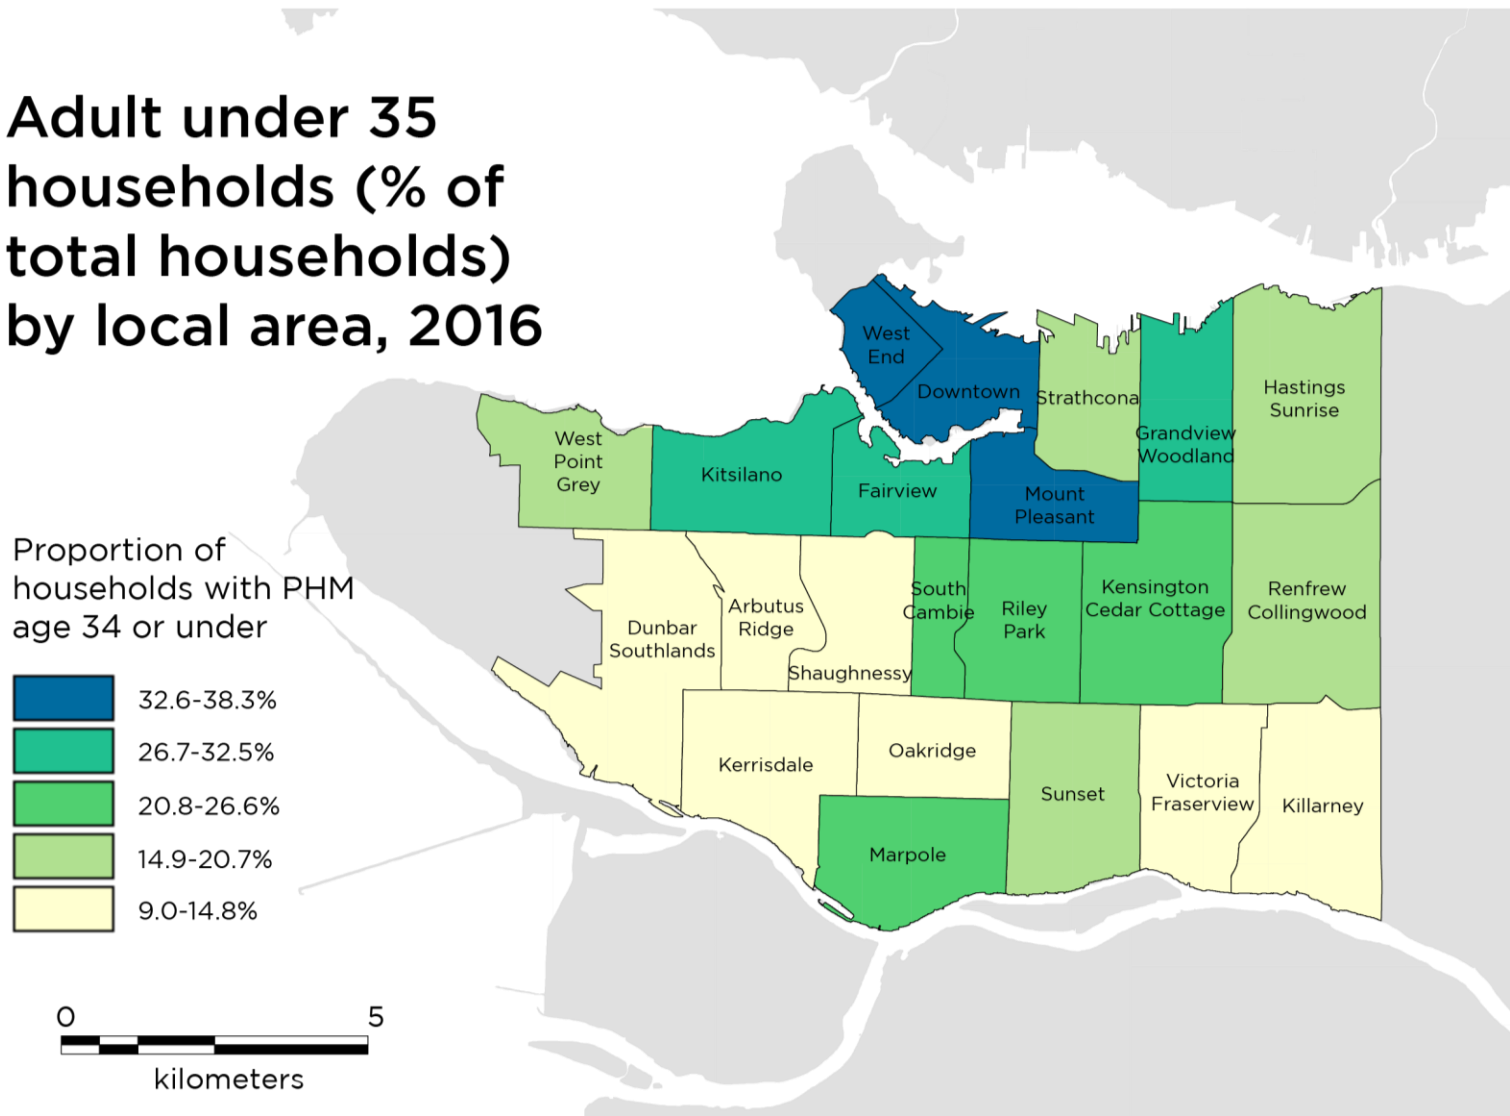 Adult under 35
households (% of
total households)
by local area, 2016
West
End
Downtown
Strathcona
Hastings
Sunrise
Grandview
Woodland
West
Point
Grey
Kitsilano
Fairview
Mount
Pleasant
Proportion of
households with PHM
age 34 or under
32.6-38.3%
26.7-32.5%
20.8-26.6%
14.9-20.7%
9.0-14.8%
Dunbar
Southlands
Arbutus
Ridge
Shaughnessy
South
Cambie
Riley
Park
Kensington
Cedar Cottage
Renfrew
Collingwood
Kerrisdale
Oakridge
Marpole
Sunset
Victoria
Fraserview
Killarney
0
5
kilometers